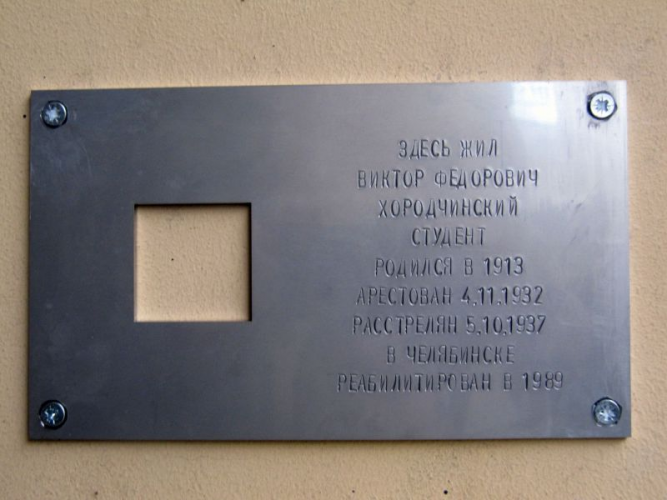 ЗДЕСЬ ЖИЛ
ВИКТОР ФЕДОРОВИЧ
ХОРОДЧИНСКИЙ
СТУДЕНТ
РОДИЛСЯ В 1913
АРЕСТОВАН 4.11.1932
РАССТРЕЛЯН 5.10.1937
В ЧЕЛЯБИНСКЕ
РЕАБИЛИТИРОВАН В 1989